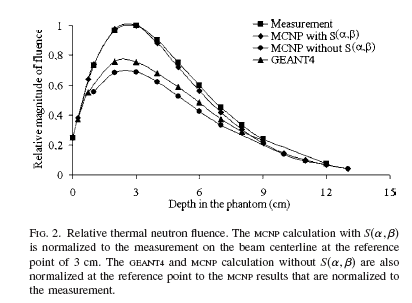 Relative magnitude of fluence
1
0.8
0.6
0.4
0.2
0
0 3 6 9 12 15
Depth in the phantom (cm)
Measurement
MCNP with S(α,β)
MCNP without S(α,β)
GEANT4
FIG. 2. Relative thermal neutron fluence. The MCNP calculation with S(α,β)
is normalized to the measurement on the beam centerline at the reference
point of 3 cm. The GEANT4 and MCNP calculation without S(α,β) are also
normalized at the reference point to the MCNP results that are normalized to
the measurement.